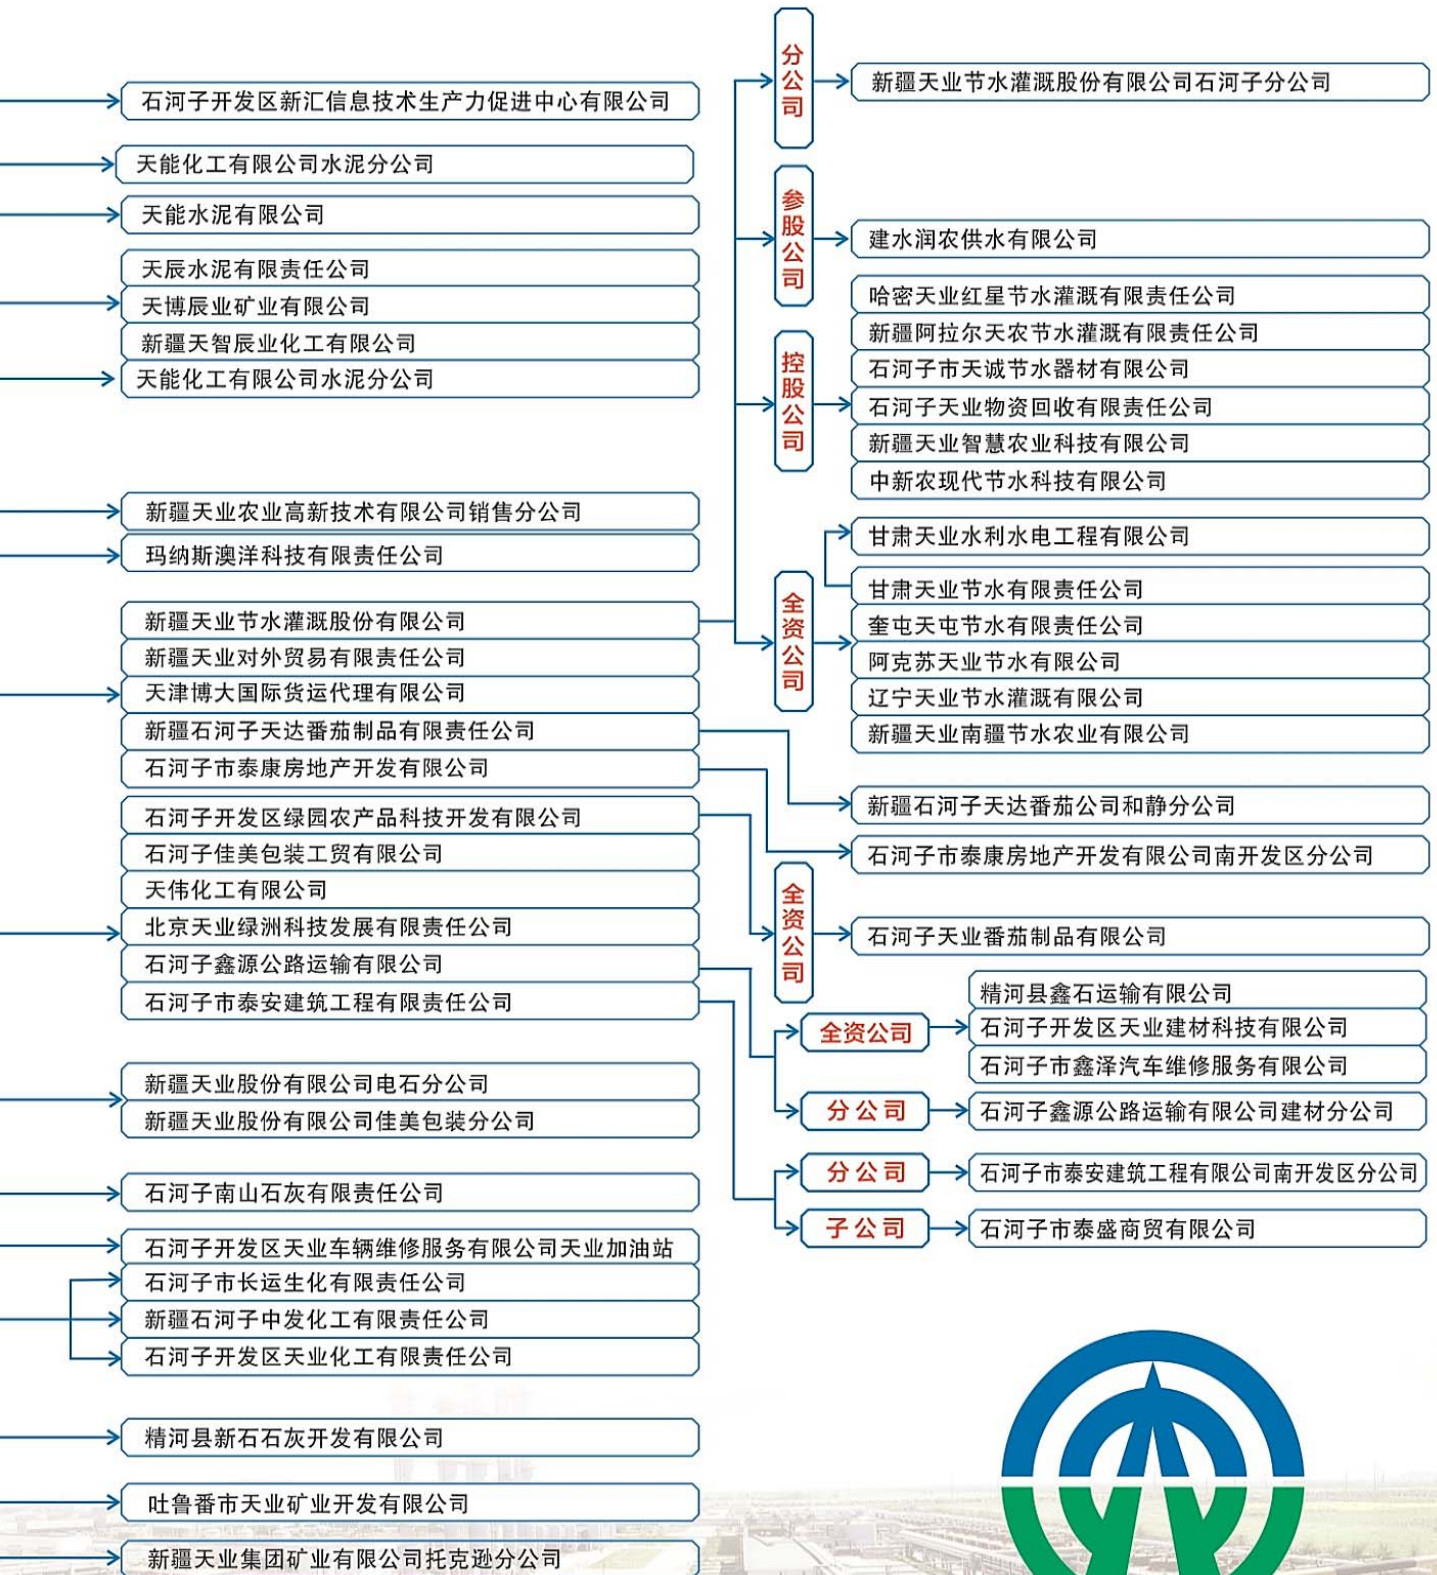 石河子开发区新汇信息技术生产力促进中心有限公司
天能化工有限公司水泥分公司
天能水泥有限公司
天辰水泥有限责任公司
天博辰业矿业有限公司
新疆天智辰业化工有限公司
天能化工有限公司水泥分公司
新疆天业农业高新技术有限公司销售分公司
玛纳斯澳洋科技有限责任公司
新疆天业节水灌溉股份有限公司
新疆天业对外贸易有限责任公司
天津博大国际货运代理有限公司
新疆石河子天达番茄制品有限责任公司
石河子市泰康房地产开发有限公司
石河子开发区绿园农产品科技开发有限公司
石河子佳美包装工贸有限公司
天伟化工有限公司
北京天业绿洲科技发展有限责任公司
石河子鑫源公路运输有限公司
石河子市泰安建筑工程有限责任公司
新疆天业股份有限公司电石分公司
新疆天业股份有限公司佳美包装分公司
石河子南山石灰有限责任公司
石河子开发区天业车辆维修服务有限公司天业加油站
石河子市长运生化有限责任公司
新疆石河子中发化工有限责任公司
石河子开发区天业化工有限责任公司
精河县新石石灰开发有限公司
吐鲁番市天业矿业开发有限公司
新疆天业集团矿业有限公司托克逊分公司
分公司
新疆天业节水灌溉股份有限公司石河子分公司
参股公司
建水润农供水有限公司
控股公司
哈密天业红星节水灌溉有限责任公司
新疆阿拉尔天农节水灌溉有限责任公司
石河子市天诚节水器材有限公司
石河子天业物资回收有限责任公司
新疆天业智慧农业科技有限公司
中新农现代节水科技有限公司
全资公司
甘肃天业水利水电工程有限公司
甘肃天业节水有限责任公司
奎屯天屯节水有限责任公司
阿克苏天业节水有限公司
辽宁天业节水灌溉有限公司
新疆天业南疆节水农业有限公司
新疆石河子天达番茄公司和静分公司
石河子市泰康房地产开发有限公司南开发区分公司
全资公司
石河子天业番茄制品有限公司
全资公司
精河县鑫石运输有限公司
石河子开发区天业建材科技有限公司
石河子市鑫泽汽车维修服务有限公司
分公司
石河子鑫源公路运输有限公司建材分公司
分公司
石河子市泰安建筑工程有限公司南开发区分公司
子公司
石河子市泰盛商贸有限公司